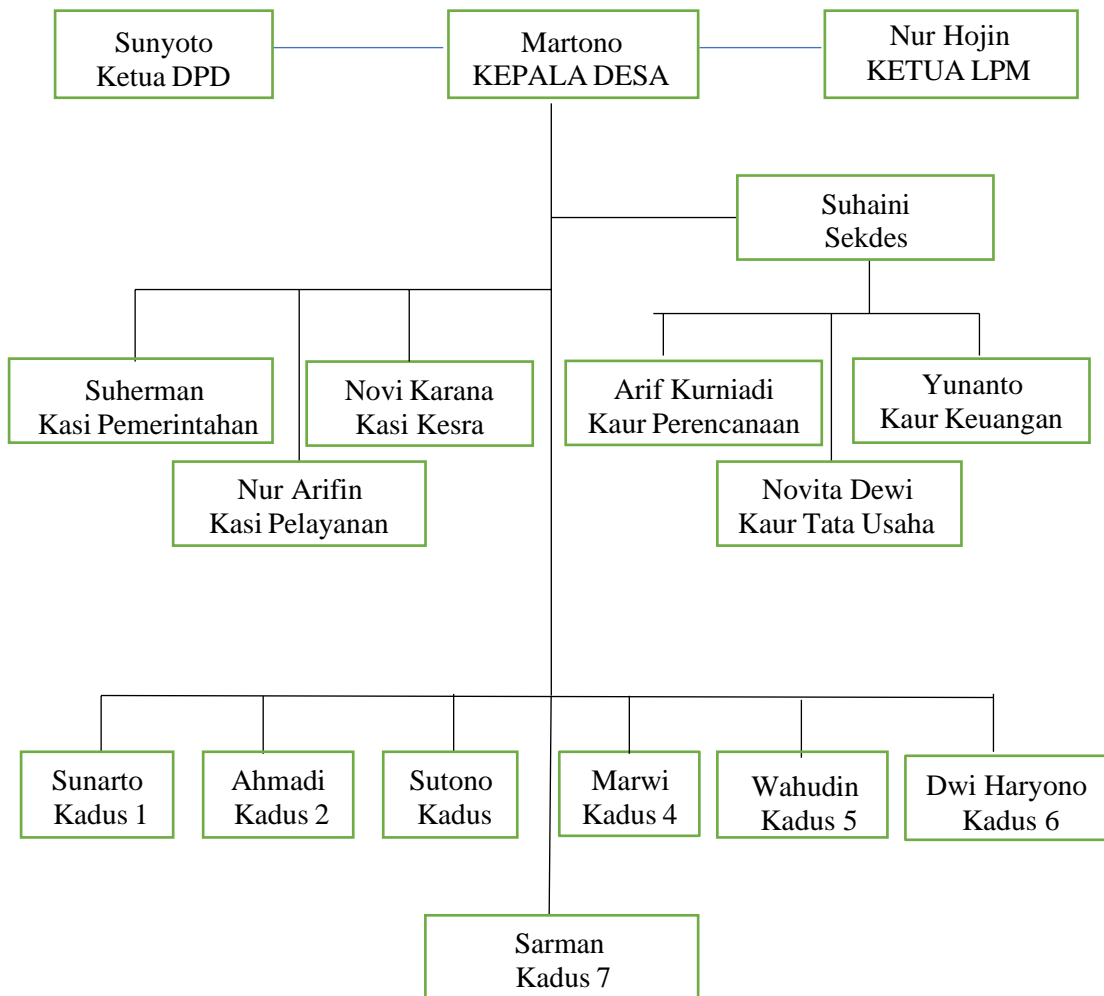 Sunyoto
Ketua DPD
Martono
KEPALA DESA
Nur Hojin
KETUA LPM
Suhaini
Sekdes
Suherman
Kasi Pemerintahan
Novi Karana
Kasi Kesra
Arif Kurniadi
Kaur Perencanaan
Yunanto
Kaur Keuangan
Nur Arifin
Kasi Pelayanan
Novita Dewi
Kaur Tata Usaha
Sunarto
Kadus 1
Ahmadi
Kadus 2
Sutono
Kadus
Marwi
Kadus 4
Wahudin
Kadus 5
Dwi Haryono
Kadus 6
Sarman
Kadus 7